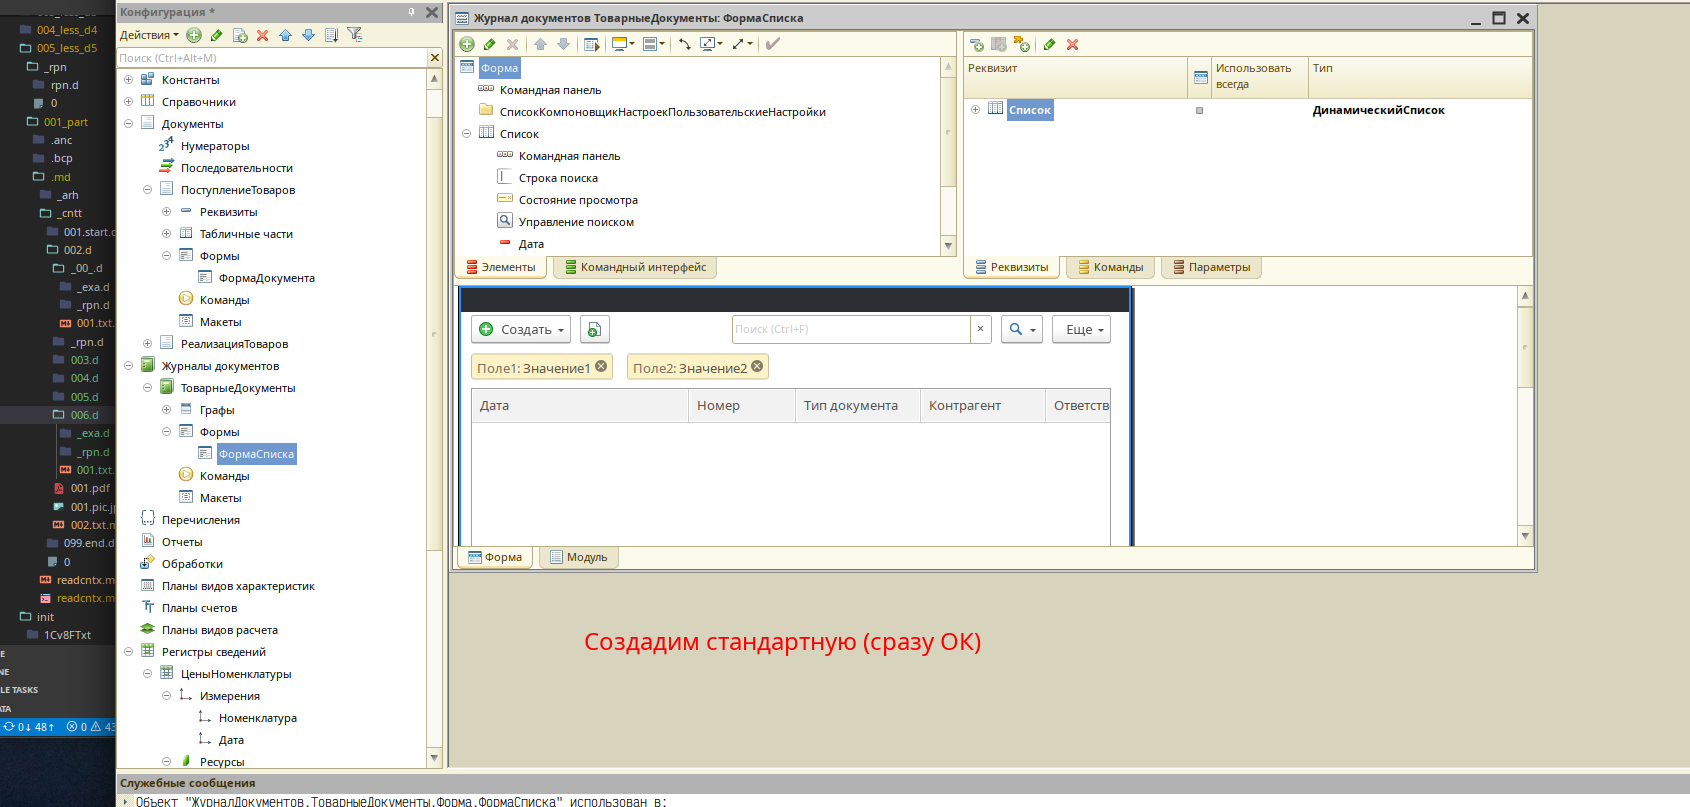 004_less_d4
005_less_d5
_rpn
rpn.d
0
001_part
.anc
.bcp
.md
_arh
_cntt
001.start.d
002.d
_00_.d
_exa.d
_rpn.d
001.txt.
_rpn.d
003.d
004.d
005.d
006.d
_exa.d
_rpn.d
001.txt.
001.pdf
001.pic.j
002.txt.m
099.end.d
0
readcntx.m
readcntx.m
init
1Cv8FTxt
E
NE
LE TASKS
ATA
0↓ 48↑ 0 43
Конфигурация *
Действия
Поиск (Ctrl+Alt+M)
Константы
Справочники
Документы
Нумераторы
Последовательности
ПоступлениеТоваров
Реквизиты
Табличные части
Формы
ФормаДокумента
Команды
Макеты
РеализацияТоваров
Журналы документов
ТоварныеДокументы
Графы
Формы
ФормаСписка
Команды
Макеты
Перечисления
Отчеты
Обработки
Планы видов характеристик
Планы счетов
Планы видов расчета
Регистры сведений
ЦеныНоменклатуры
Измерения
Номенклатура
Дата
Ресурсы
Журнал документов ТоварныеДокументы: ФормаСписка
Форма
Командная панель
СписокКомпоновщикНастроекПользовательскиеНастройки
Список
Командная панель
Строка поиска
Состояние просмотра
Управление поиском
Дата
Элементы Командный интерфейс
Реквизит Использовать всегда Тип
Список ДинамическийСписок
Реквизиты Команды Параметры
Создать Поиск (Ctrl+F) × Еще
Поле1: Значение1 Поле2: Значение2
Дата Номер Тип документа Контрагент Ответств
Форма Модуль
Создадим стандартную (сразу ОК)
Служебные сообщения
Объект "ЖурналДокументов.ТоварныеДокументы.Форма.ФормаСписка" использован в: